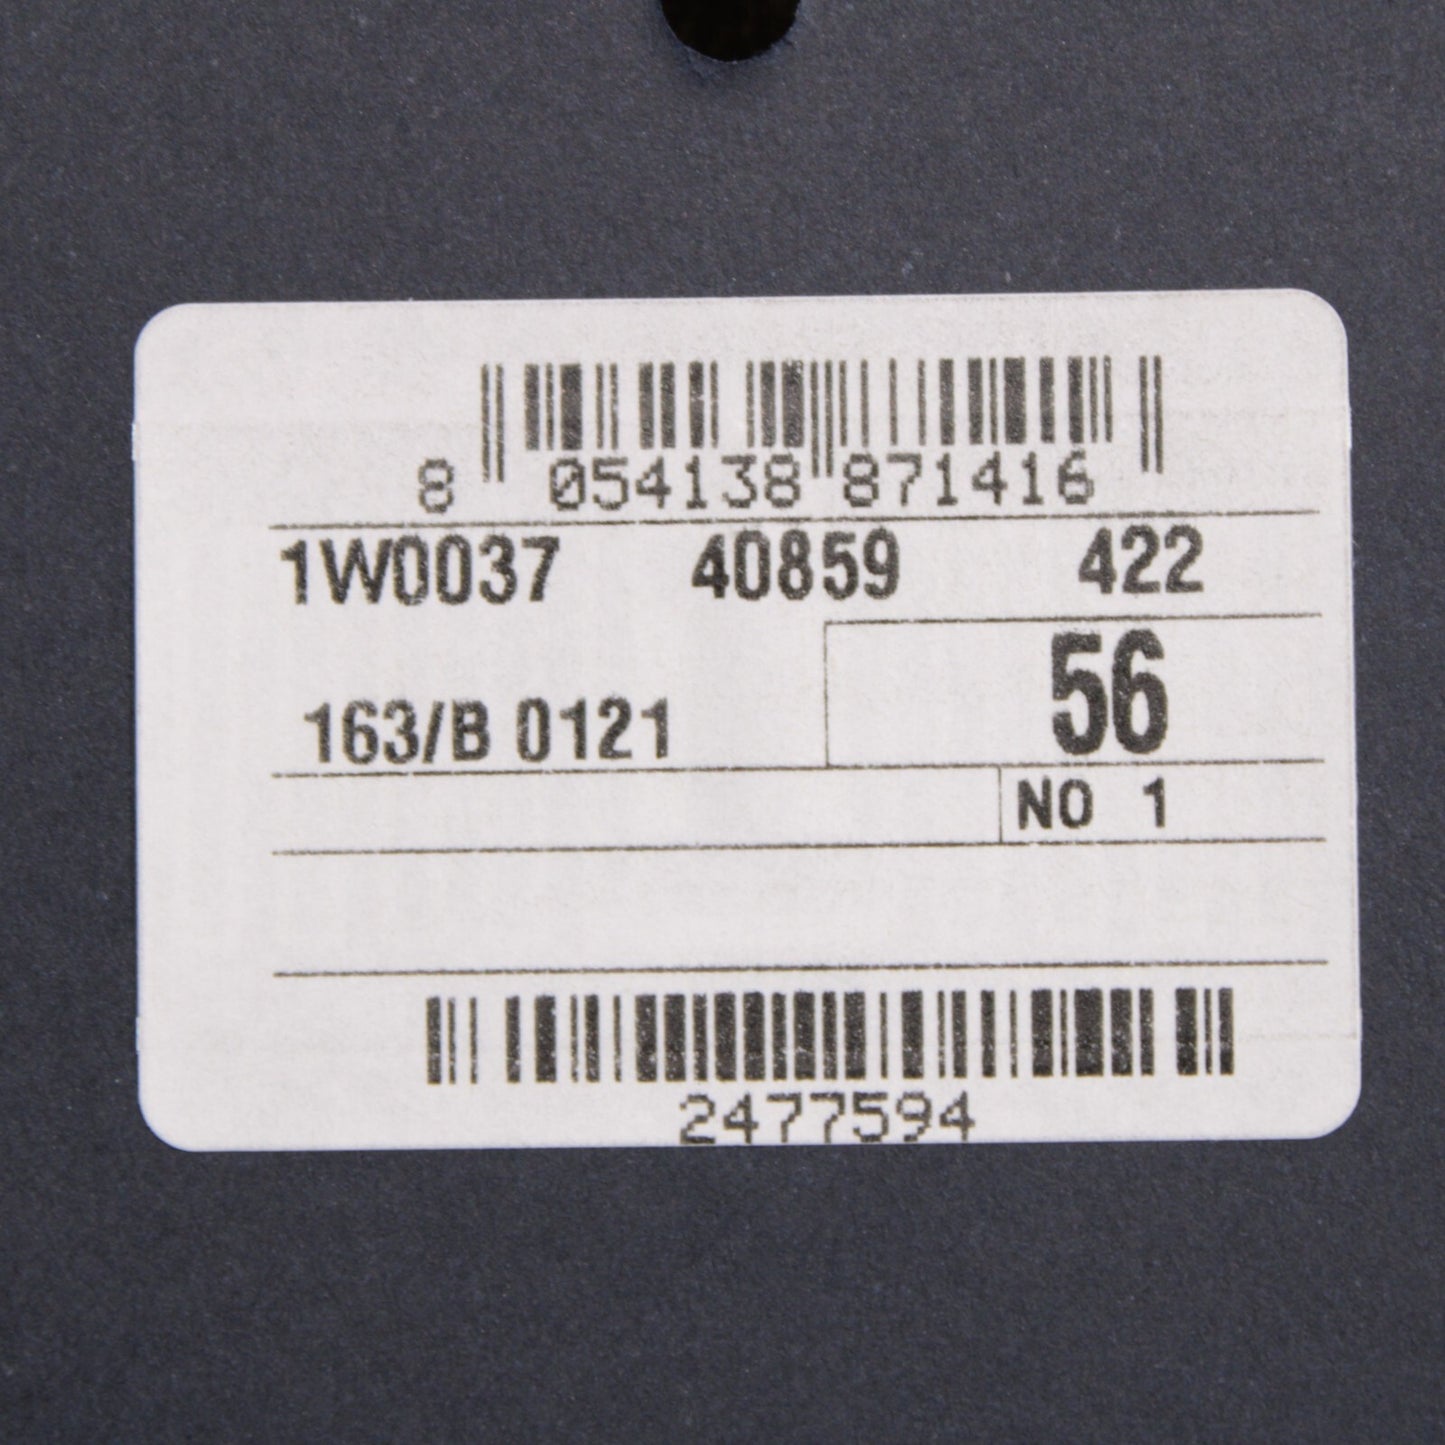 8 054138 871416
1W0037 40859 422
56
163/B 0121
NO 1
2477594